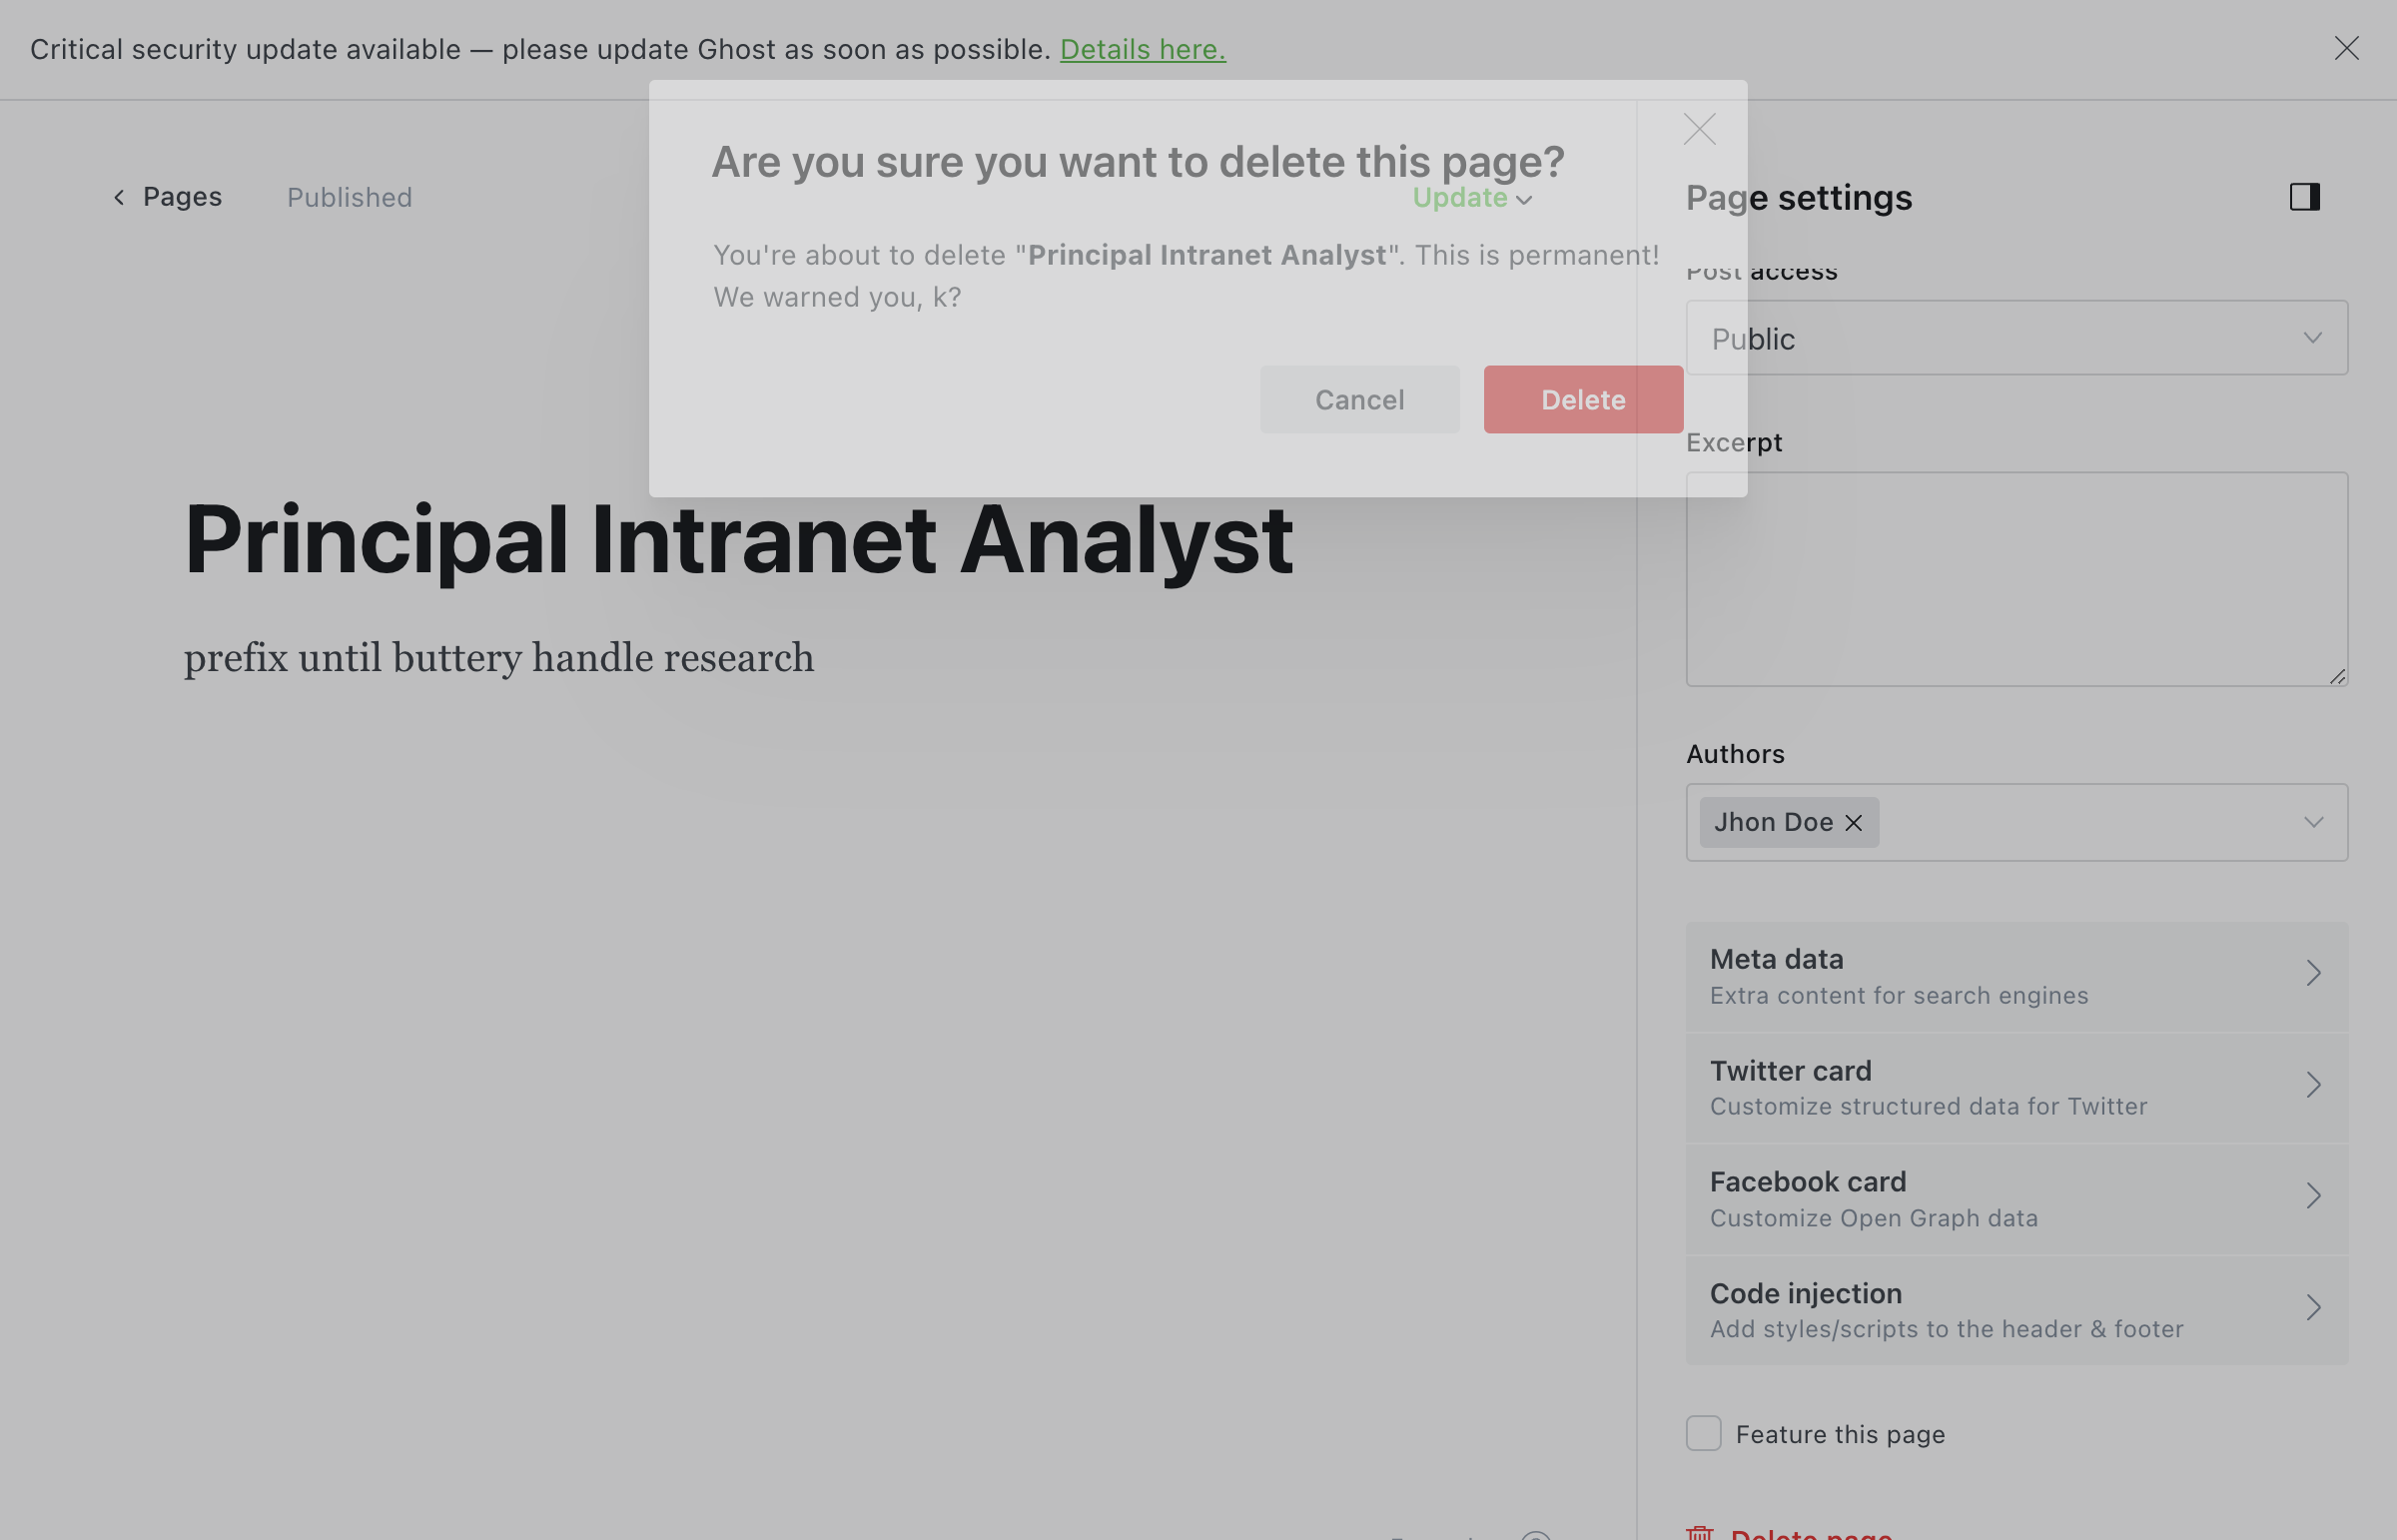 Critical security update available — please update Ghost as soon as possible. Details here.
Are you sure you want to delete this page?
You're about to delete "Principal Intranet Analyst". This is permanent!
We warned you, k?
Cancel
Delete
Pages
Published
Update
Principal Intranet Analyst
prefix until buttery handle research
Page settings
Post access
Public
Excerpt
Authors
Jhon Doe
Meta data
Extra content for search engines
Twitter card
Customize structured data for Twitter
Facebook card
Customize Open Graph data
Code injection
Add styles/scripts to the header & footer
Feature this page
Delete page